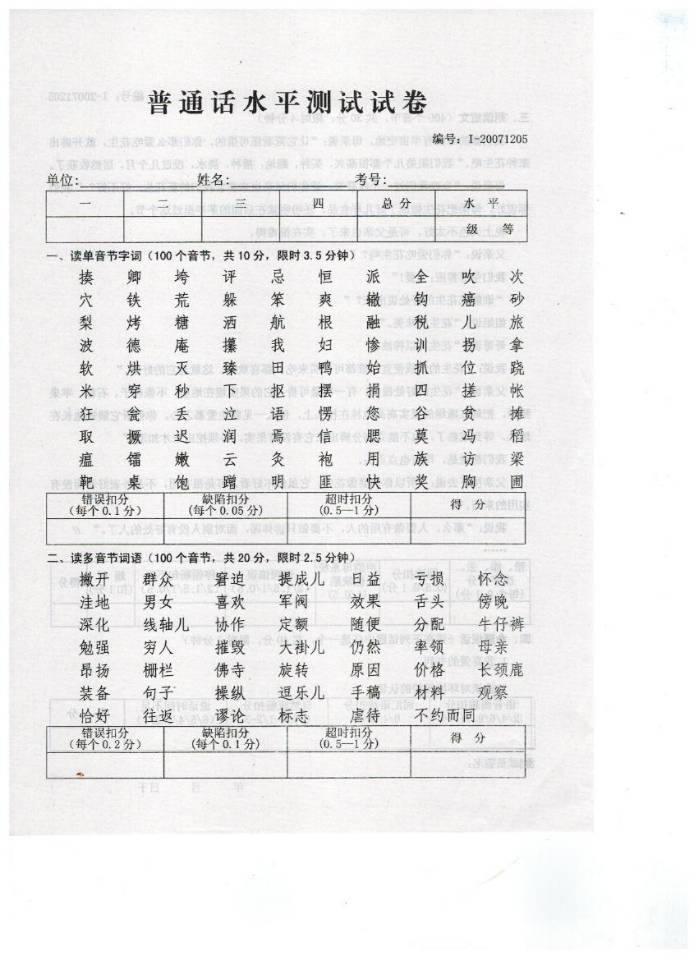 普通话水平测试试卷
编号：I-20071205
单位： 姓名： 考号：
一 二 三 四 总分 水平
级 等
一、读单音节字词（100个音节，共10分，限时3.5分钟）
揍 卿 垮 评 忌 恒 派 全 吹 次
穴 铁 荒 躲 笨 爽 辙 钩 癌 砂
梨 烤 糖 洒 航 根 融 税 儿 旅
波 德 庵 攥 我 妇 惨 训 拐 拿
软 烘 灭 臻 田 鸭 始 抓 位 跷
米 穿 秒 下 抠 摆 捐 四 搓 帐
狂 瓮 丢 泣 语 愕 您 谷 贫 摊
取 撅 迟 润 焉 信 腮 莫 冯 稻
瘟 镭 嫩 云 灸 袍 用 族 访 梁
靶 桌 饱 蹭 明 匪 快 奖 胸 圃
错误扣分 缺陷扣分 超时扣分 得分
（每个0.1分） （每个0.05分） （0.5—1分）
二、读多音节词语（100个音节，共20分，限时2.5分钟）
撇开 群众 窘迫 提成儿 日益 亏损 怀念
洼地 男女 喜欢 军阀 效果 舌头 傍晚
深化 线轴儿 协作 定额 随便 分配 牛仔裤
勉强 穷人 摧毁 大褂儿 仍然 率领 母亲
昂扬 栅栏 佛寺 旋转 原因 价格 长颈鹿
装备 句子 操纵 逗乐儿 手稿 材料 观察
恰好 往返 谬论 标志 虐待 不约而同
错误扣分 缺陷扣分 超时扣分 得分
（每个0.2分） （每个0.1分） （0.5—1分）